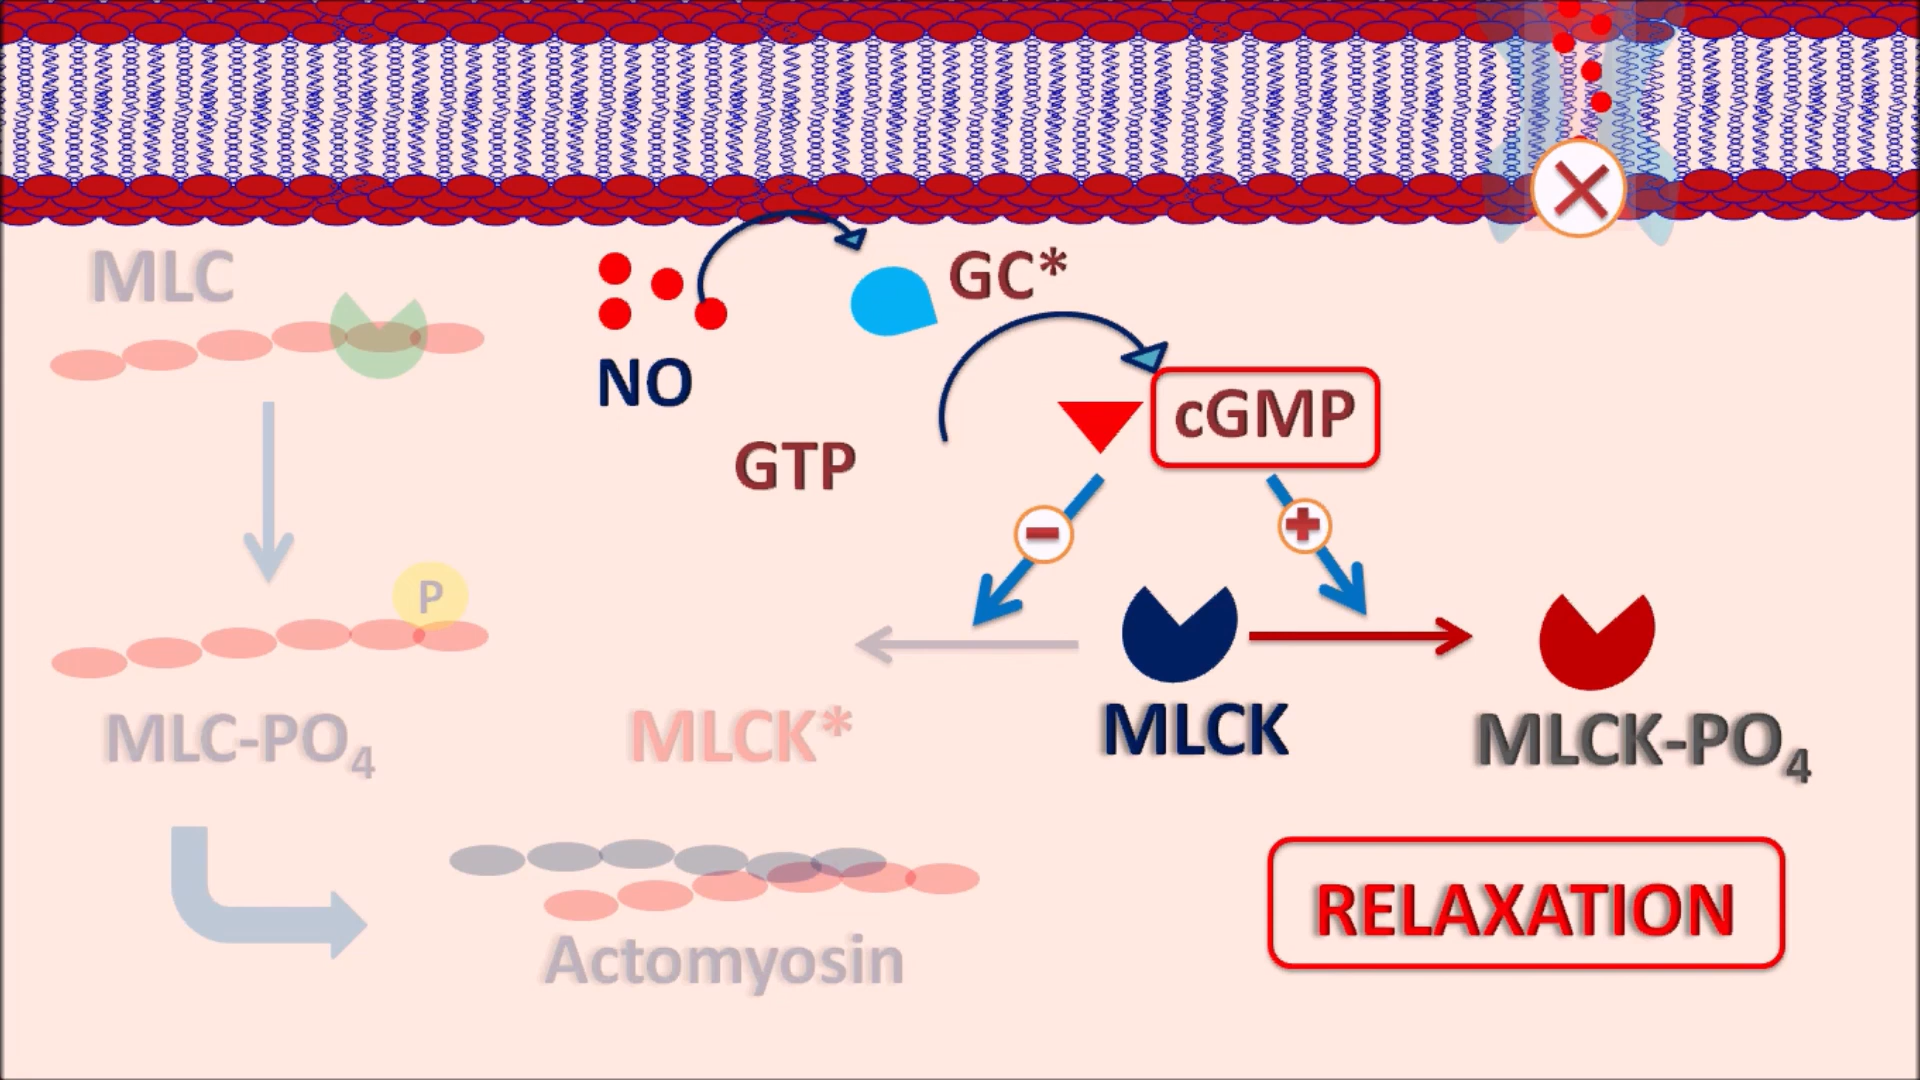 MLC
GC*
NO
cGMP
GTP
P
MLC-PO4
MLCK*
MLCK
MLCK-PO4
RELAXATION
Actomyosin